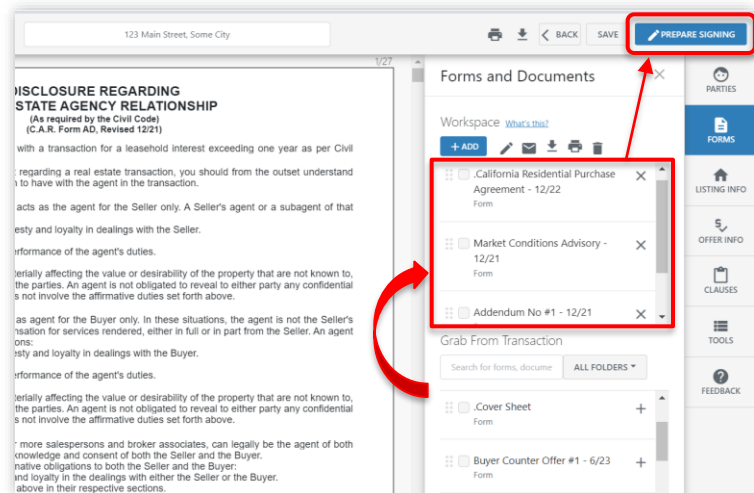 123 Main Street, Some City
BACK
SAVE
PREPARE SIGNING
1/27
DISCLOSURE REGARDING
STATE AGENCY RELATIONSHIP
(As required by the Civil Code)
(C.A.R. Form AD, Revised 12/21)
with a transaction for a leasehold interest exceeding one year as per Civil
regarding a real estate transaction, you should from the outset understand
to have with the agent in the transaction.
acts as the agent for the Seller only. A Seller's agent or a subagent of that
esty and loyalty in dealings with the Seller.
erformance of the agent's duties.
terially affecting the value or desirability of the property that are not known to,
the parties. An agent is not obligated to reveal to either party any confidential
s not involve the affirmative duties set forth above.
as agent for the Buyer only. In these situations, the agent is not the Seller's
nsation for services rendered, either in full or in part from the Seller. An agent
ons:
esty and loyalty in dealings with the Buyer.
erformance of the agent's duties.
terially affecting the value or desirability of the property that are not known to,
the parties. An agent is not obligated to reveal to either party any confidential
s not involve the affirmative duties set forth above.
more salespersons and broker associates, can legally be the agent of both
knowledge and consent of both the Seller and the Buyer.
mative obligations to both the Seller and the Buyer:
and loyalty in the dealings with either the Seller or the Buyer.
above in their respective sections.
Forms and Documents
Workspace What's this?
+ ADD
.California Residential Purchase
Agreement - 12/22
Form
Market Conditions Advisory -
12/21
Form
Addendum No #1 - 12/21
Grab From Transaction
Search for forms, docume
ALL FOLDERS
.Cover Sheet
Form
Buyer Counter Offer #1 - 6/23
Form
PARTIES
FORMS
LISTING INFO
OFFER INFO
CLAUSES
TOOLS
FEEDBACK